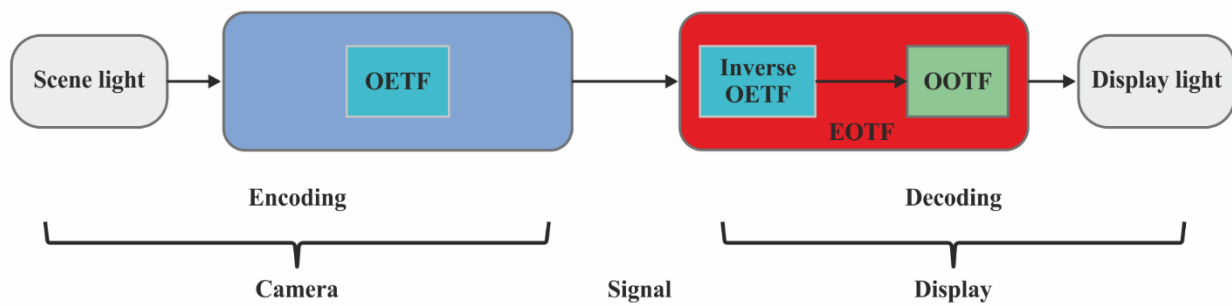 Scene light
OETF
Inverse
OETF
OOTF
EOTF
Display light
Encoding
Decoding
Camera
Signal
Display